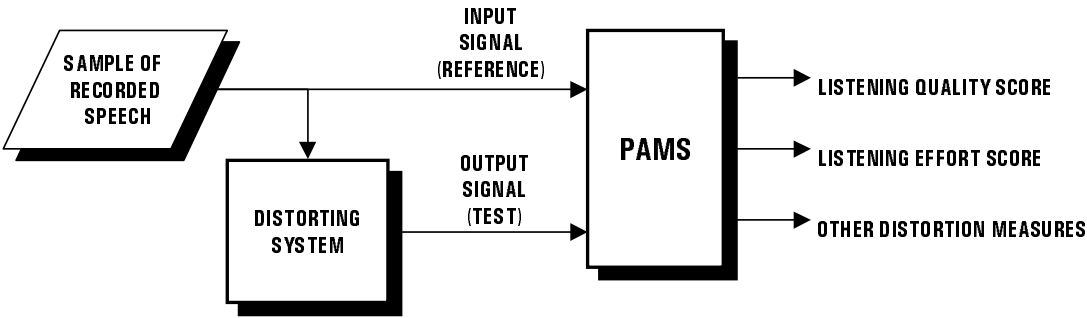 SAMPLE OF
RECORDED
SPEECH
INPUT
SIGNAL
(REFERENCE)
DISTORTING
SYSTEM
OUTPUT
SIGNAL
(TEST)
PAMS
LISTENING QUALITY SCORE
LISTENING EFFORT SCORE
OTHER DISTORTION MEASURES